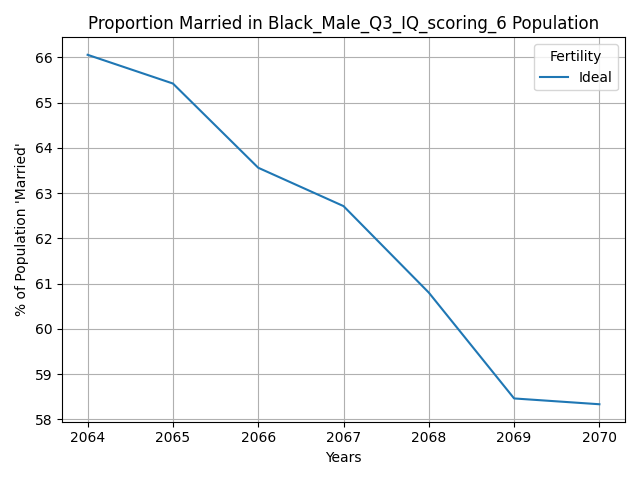 Proportion Married in Black_Male_Q3_IQ_scoring_6 Population
Fertility
Ideal
% of Population 'Married'
66
65
64
63
62
61
60
59
58
2064 2065 2066 2067 2068 2069 2070
Years